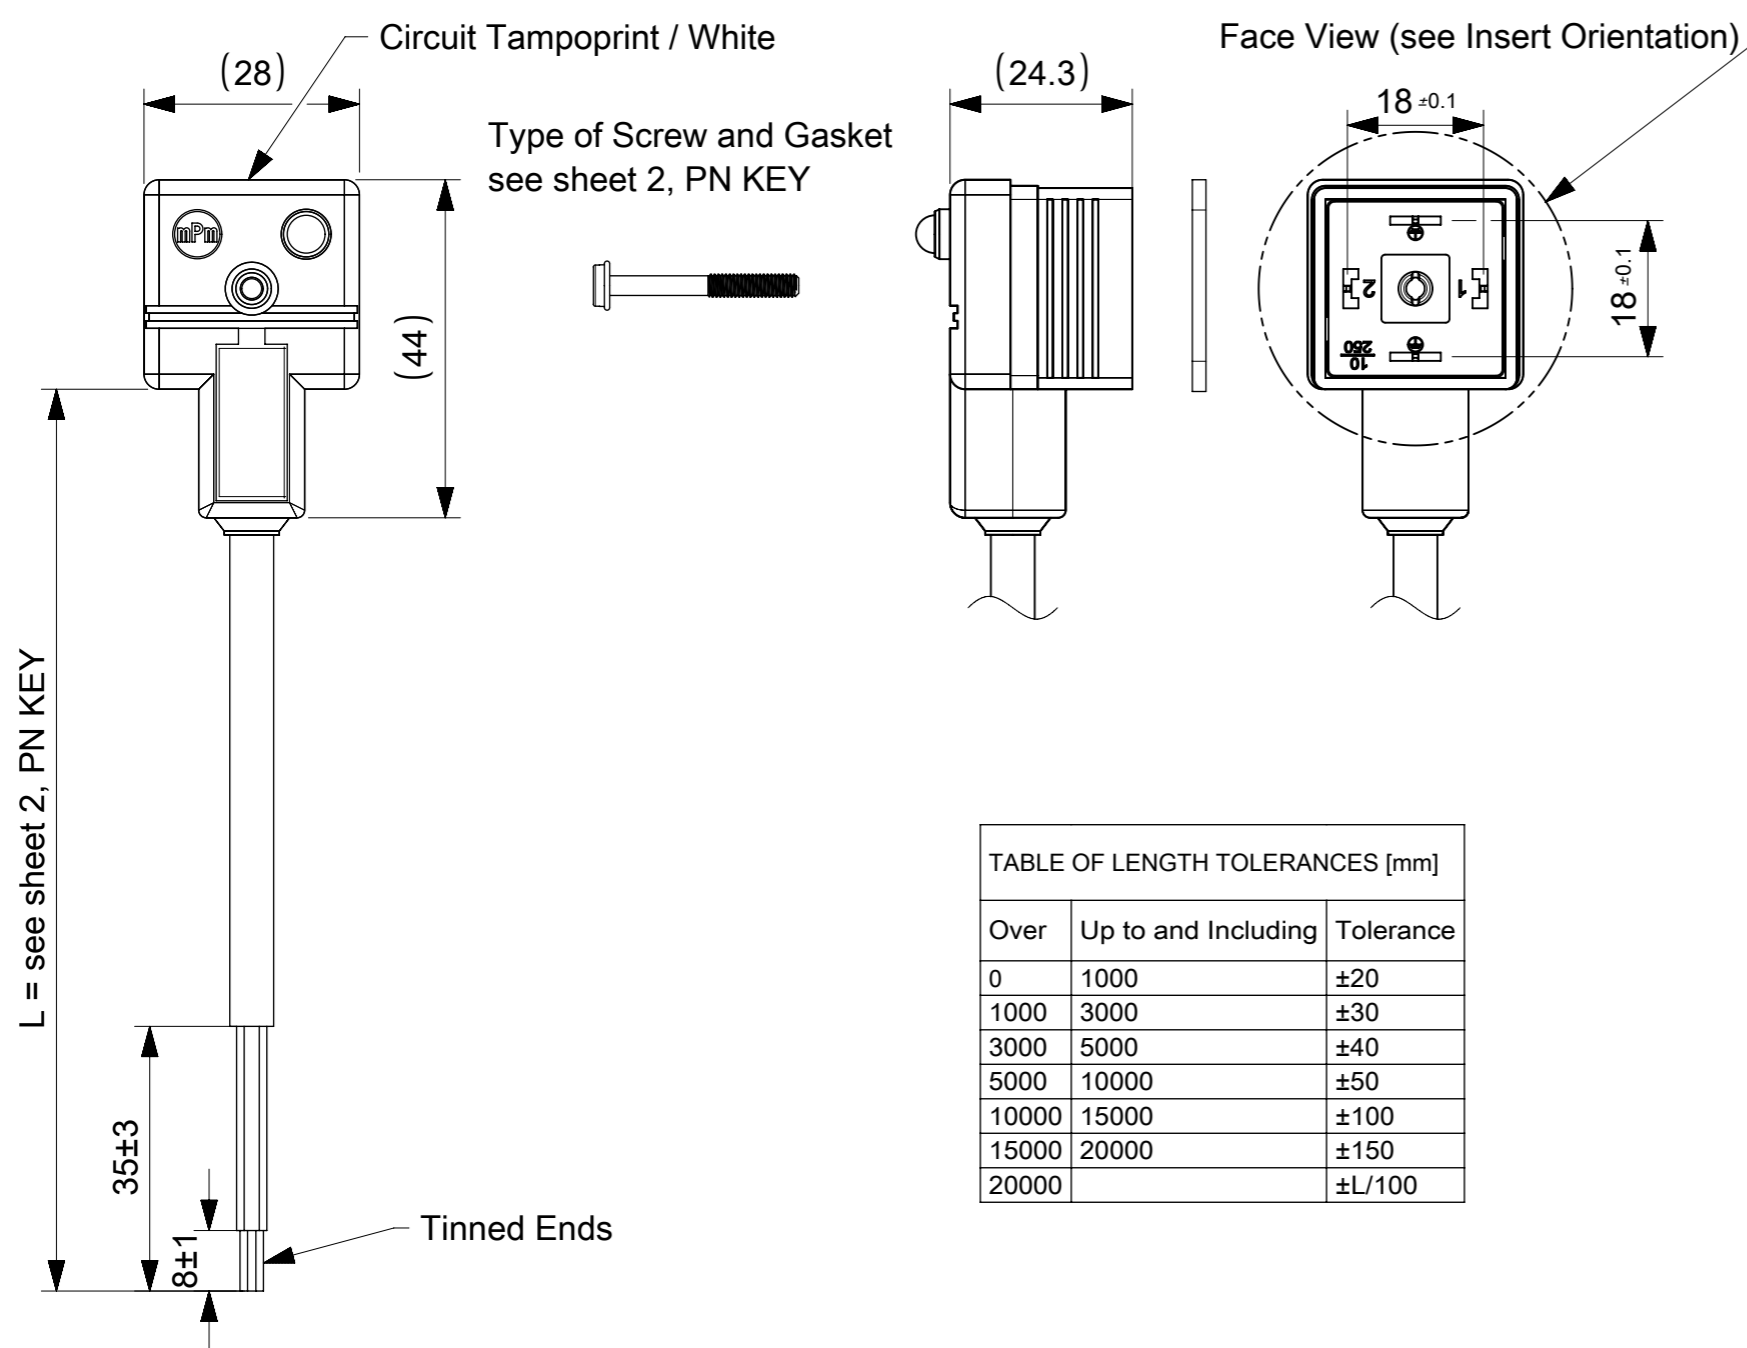 Circuit Tampoprint / White
Face View (see Insert Orientation)
(28)
(24.3)
18 ±0.1
Type of Screw and Gasket
see sheet 2, PN KEY
mPm
(44)
18 ±0.1
2
1
10
250
L = see sheet 2, PN KEY
35±3
8±1
Tinned Ends
TABLE OF LENGTH TOLERANCES [mm]
Over Up to and Including Tolerance
0 1000 ±20
1000 3000 ±30
3000 5000 ±40
5000 10000 ±50
10000 15000 ±100
15000 20000 ±150
20000 ±L/100